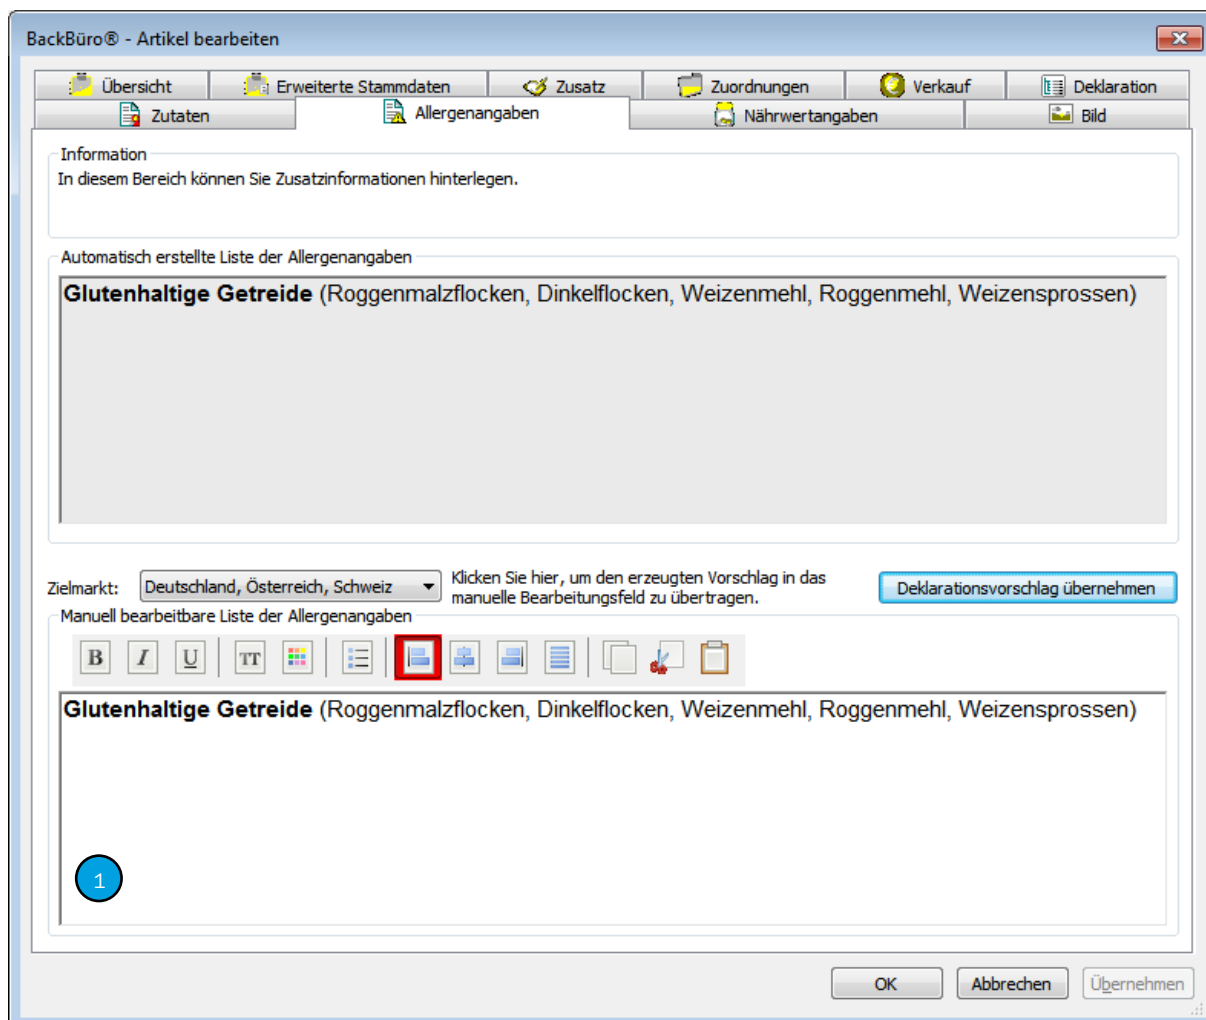 BackBüro® - Artikel bearbeiten
Übersicht Erweiterte Stammdaten Zusatz Zuordnungen Verkauf Deklaration
Zutaten Allergenangaben Nährwertangaben Bild
Information
In diesem Bereich können Sie Zusatzinformationen hinterlegen.
Automatisch erstellte Liste der Allergenangaben
Glutenhaltige Getreide (Roggenmalzflocken, Dinkelflocken, Weizenmehl, Roggenmehl, Weizensprossen)
Zielmarkt: Deutschland, Österreich, Schweiz
Klicken Sie hier, um den erzeugten Vorschlag in das
manuelle Bearbeitungsfeld zu übertragen.
Deklarationsvorschlag übernehmen
Manuell bearbeitbare Liste der Allergenangaben
B I U TT
Glutenhaltige Getreide (Roggenmalzflocken, Dinkelflocken, Weizenmehl, Roggenmehl, Weizensprossen)
1
OK Abbrechen Übernehmen